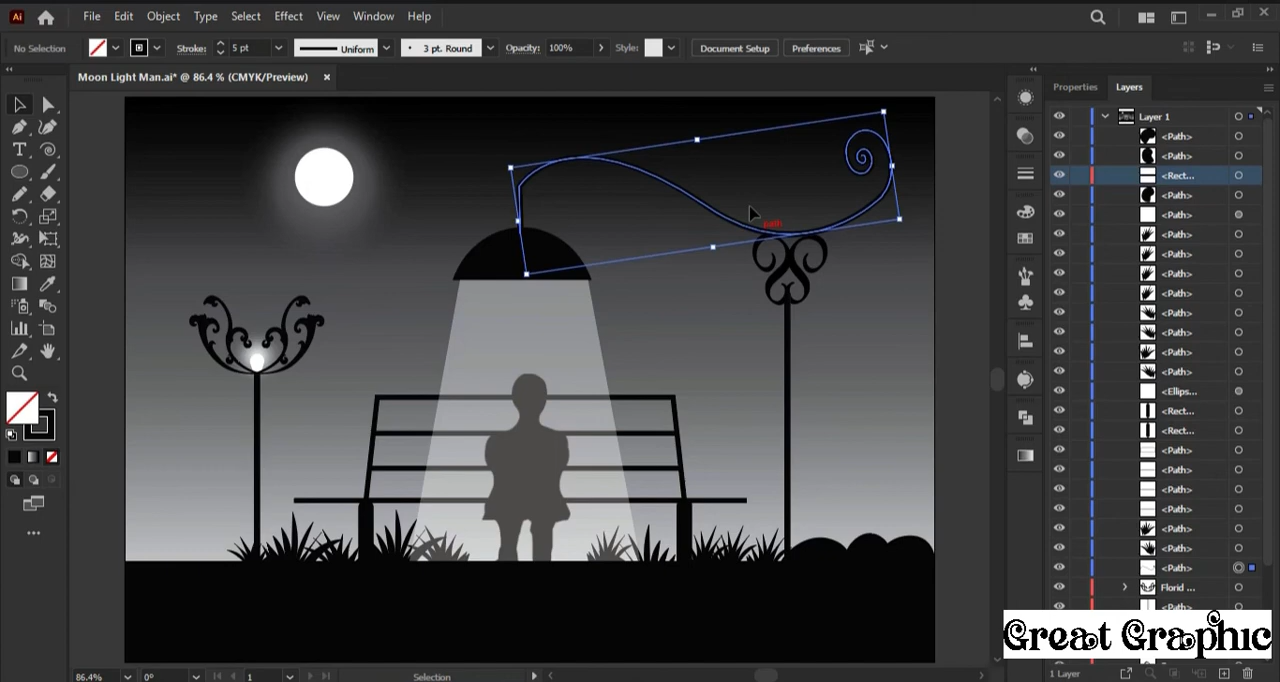 Ai File Edit Object Type Select Effect View Window Help
No Selection Stroke: 5 pt Uniform 3 pt. Round Opacity: 100% Style: Document Setup Preferences
Moon Light Man.ai* @ 86.4 % (CMYK/Preview) ×
Properties Layers
Layer 1
<Path>
<Path>
<Rect...
<Path>
<Path>
<Path>
<Path>
<Path>
<Path>
<Path>
<Path>
<Path>
<Path>
<Ellips...
<Rect...
<Rect...
<Path>
<Path>
<Path>
<Path>
<Path>
<Path>
<Path>
Florid ...
<Path>
path
Great Graphic
86.4% 0° 1 Selection
1 Layer